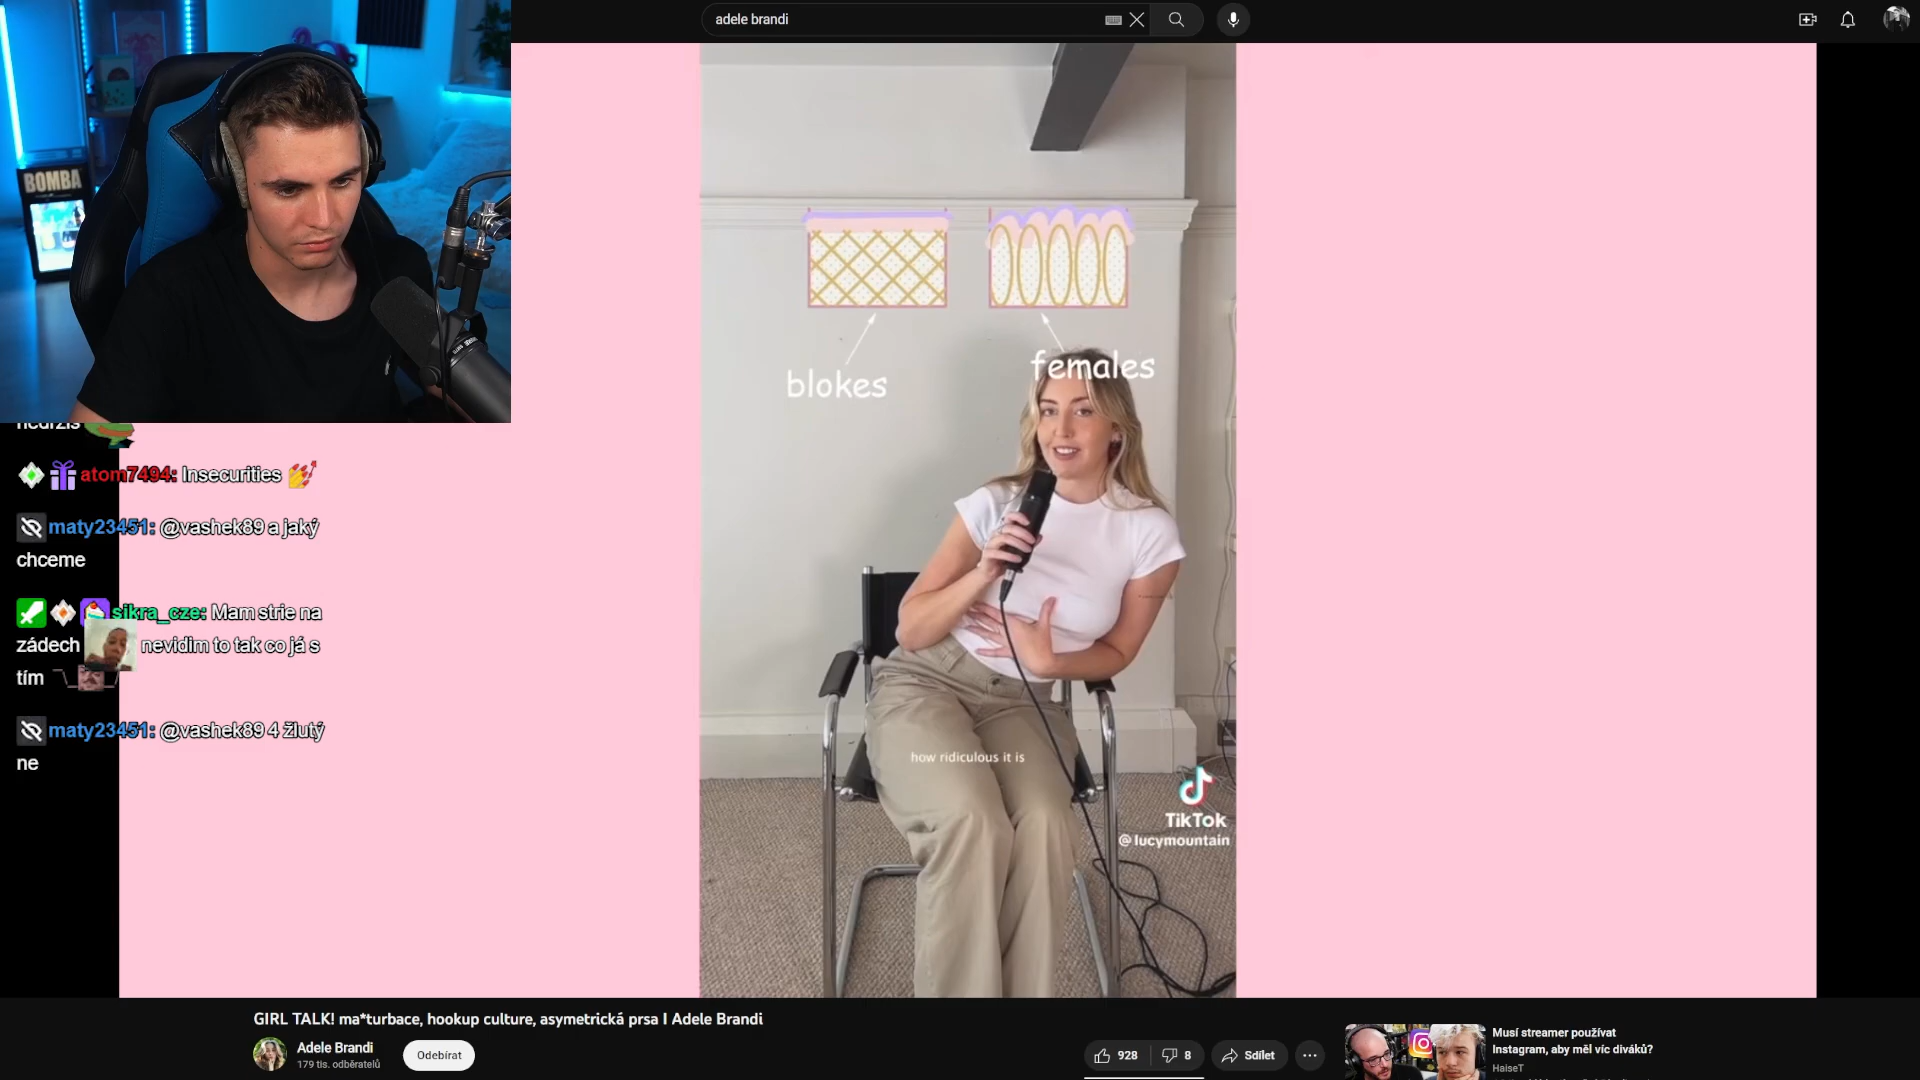 adele brandi
BOMBA
blokes
females
atom7494: Insecurities
maty23451: @vashek89 a jaký
chceme
sikra_cze: Mam strie na
zádech nevidim to tak co já s
tím
maty23451: @vashek89 4 žlutý
ne
how ridiculous it is
TikTok
@lucymountain
GIRL TALK! ma*turbace, hookup culture, asymetrická prsa I Adele Brandi
Adele Brandi
179 tis. odběratelů
Odebírat
928
8
Sdílet
Musí streamer používat
Instagram, aby měl víc diváků?
HaiseT